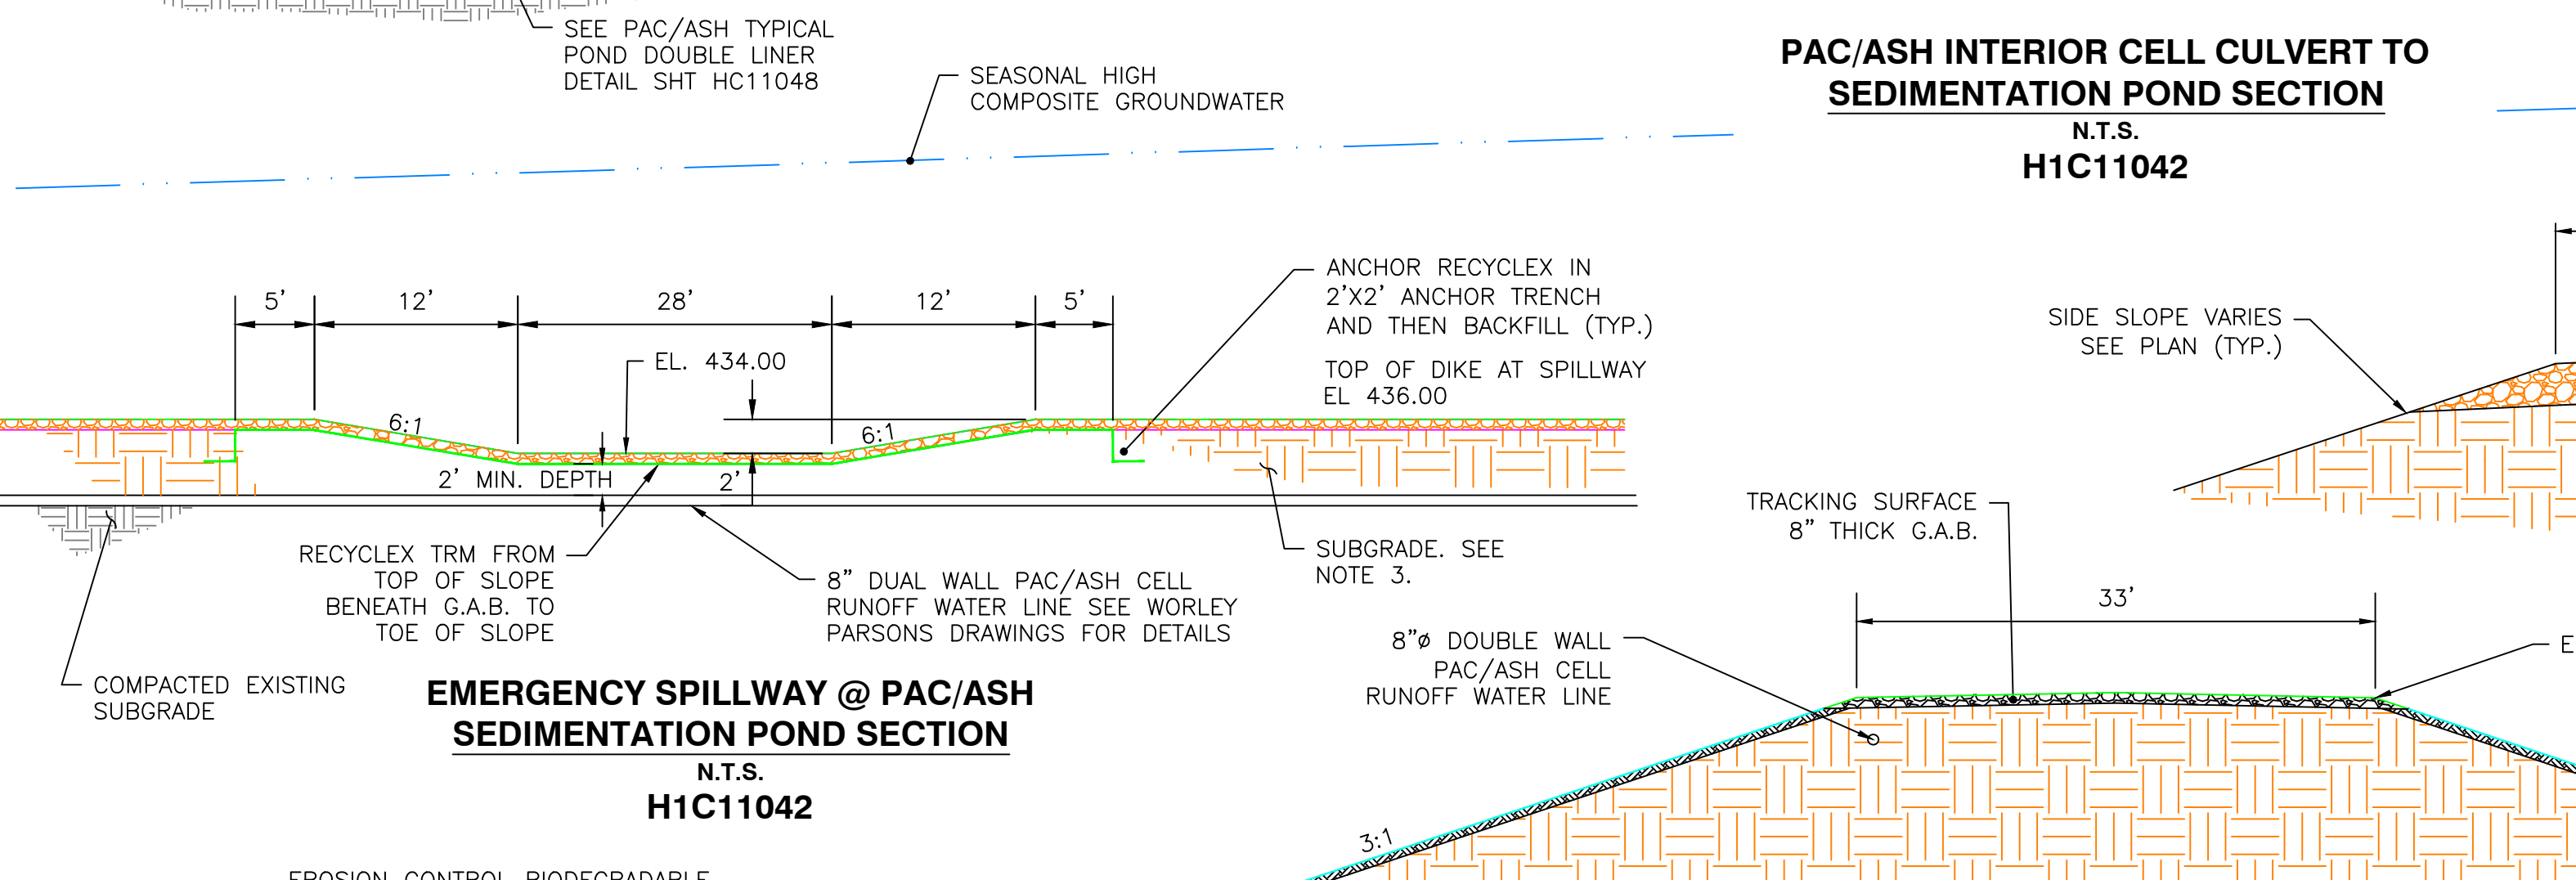 SEE PAC/ASH TYPICAL
POND DOUBLE LINER
DETAIL SHT HC11048
SEASONAL HIGH
COMPOSITE GROUNDWATER
PAC/ASH INTERIOR CELL CULVERT TO
SEDIMENTATION POND SECTION
N.T.S.
H1C11042
5'
12'
28'
12'
5'
EL. 434.00
6:1
6:1
2' MIN. DEPTH
2'
ANCHOR RECYCLEX IN
2'X2' ANCHOR TRENCH
AND THEN BACKFILL (TYP.)
TOP OF DIKE AT SPILLWAY
EL 436.00
SIDE SLOPE VARIES
SEE PLAN (TYP.)
RECYCLEX TRM FROM
TOP OF SLOPE
BENEATH G.A.B. TO
TOE OF SLOPE
8" DUAL WALL PAC/ASH CELL
RUNOFF WATER LINE SEE WORLEY
PARSONS DRAWINGS FOR DETAILS
SUBGRADE. SEE
NOTE 3.
COMPACTED EXISTING
SUBGRADE
EMERGENCY SPILLWAY @ PAC/ASH
SEDIMENTATION POND SECTION
N.T.S.
H1C11042
TRACKING SURFACE
8" THICK G.A.B.
33'
8"ø DOUBLE WALL
PAC/ASH CELL
RUNOFF WATER LINE
3:1
E
EROSION CONTROL BIODEGRADABLE